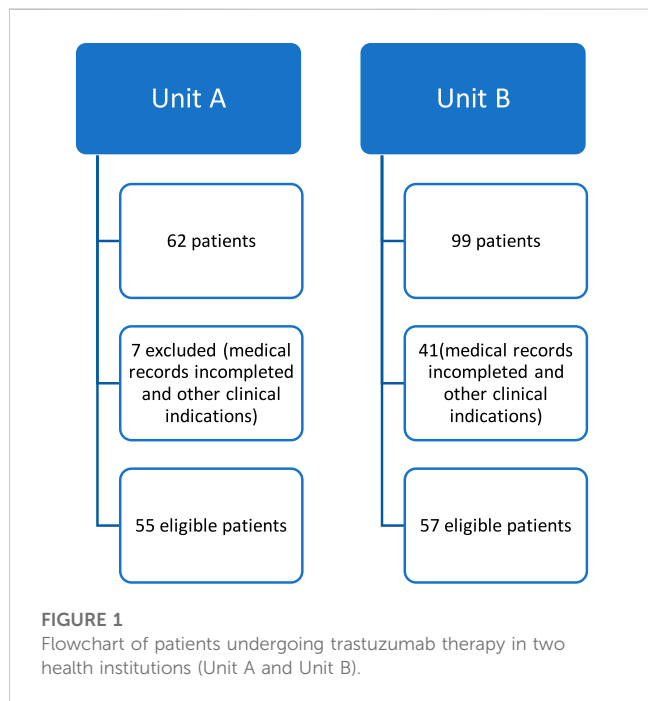 Unit A
62 patients
7 excluded (medical
records incompleted
and other clinical
indications)
55 eligible patients
Unit B
99 patients
41(medical records
incompleted and
other clinical
indications)
57 eligible patients
FIGURE 1
Flowchart of patients undergoing trastuzumab therapy in two
health institutions (Unit A and Unit B).